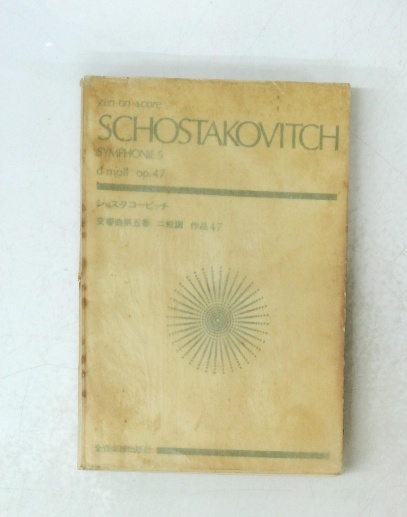 zen-on score
SCHOSTAKOVITCH
SYMPHONIE 5
d moll op. 47
ショスタコービッチ
交響曲第五番 ニ短調 作品47
全音楽譜出版社